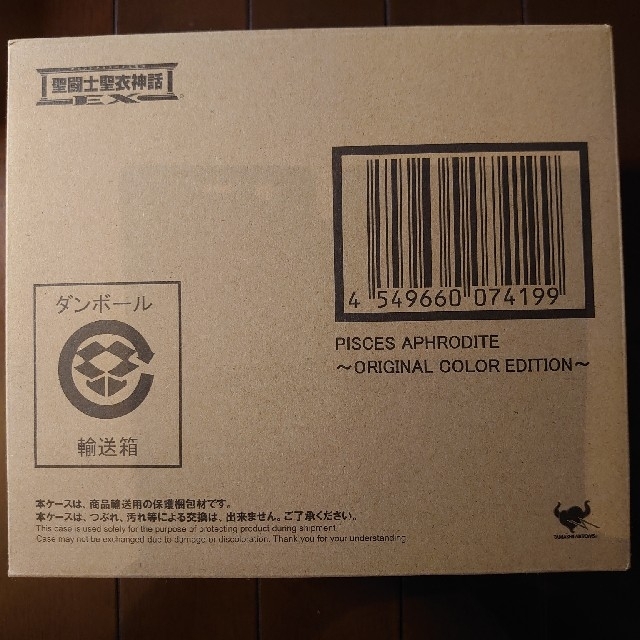 聖闘士聖衣神話
EX
4 549660 074199
PISCES APHRODITE
～ORIGINAL COLOR EDITION～
ダンボール
輸送箱
本ケースは、商品輸送用の保護梱包材です。
本ケースは、つぶれ、汚れ等による交換は、出来ません。ご了承ください。
This case is used solely for the purpose of protecting product during shipment.
Case may not be exchanged due to damage or discoloration. Thank you for your understanding.